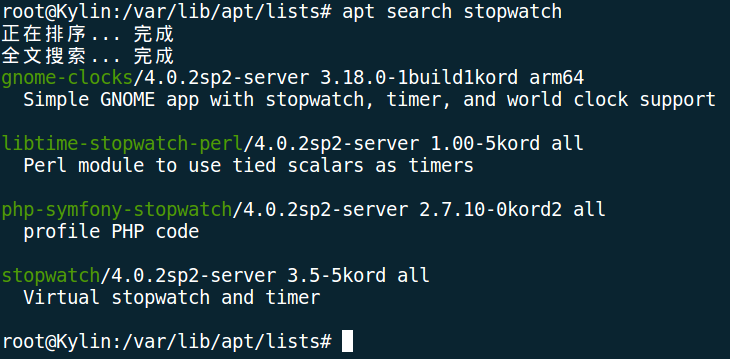 root@Kylin:/var/lib/apt/lists# apt search stopwatch
正在排序... 完成
全文搜索... 完成
gnome-clocks/4.0.2sp2-server 3.18.0-1build1kord arm64
  Simple GNOME app with stopwatch, timer, and world clock support

libtime-stopwatch-perl/4.0.2sp2-server 1.00-5kord all
  Perl module to use tied scalars as timers

php-symfony-stopwatch/4.0.2sp2-server 2.7.10-0kord2 all
  profile PHP code

stopwatch/4.0.2sp2-server 3.5-5kord all
  Virtual stopwatch and timer

root@Kylin:/var/lib/apt/lists#